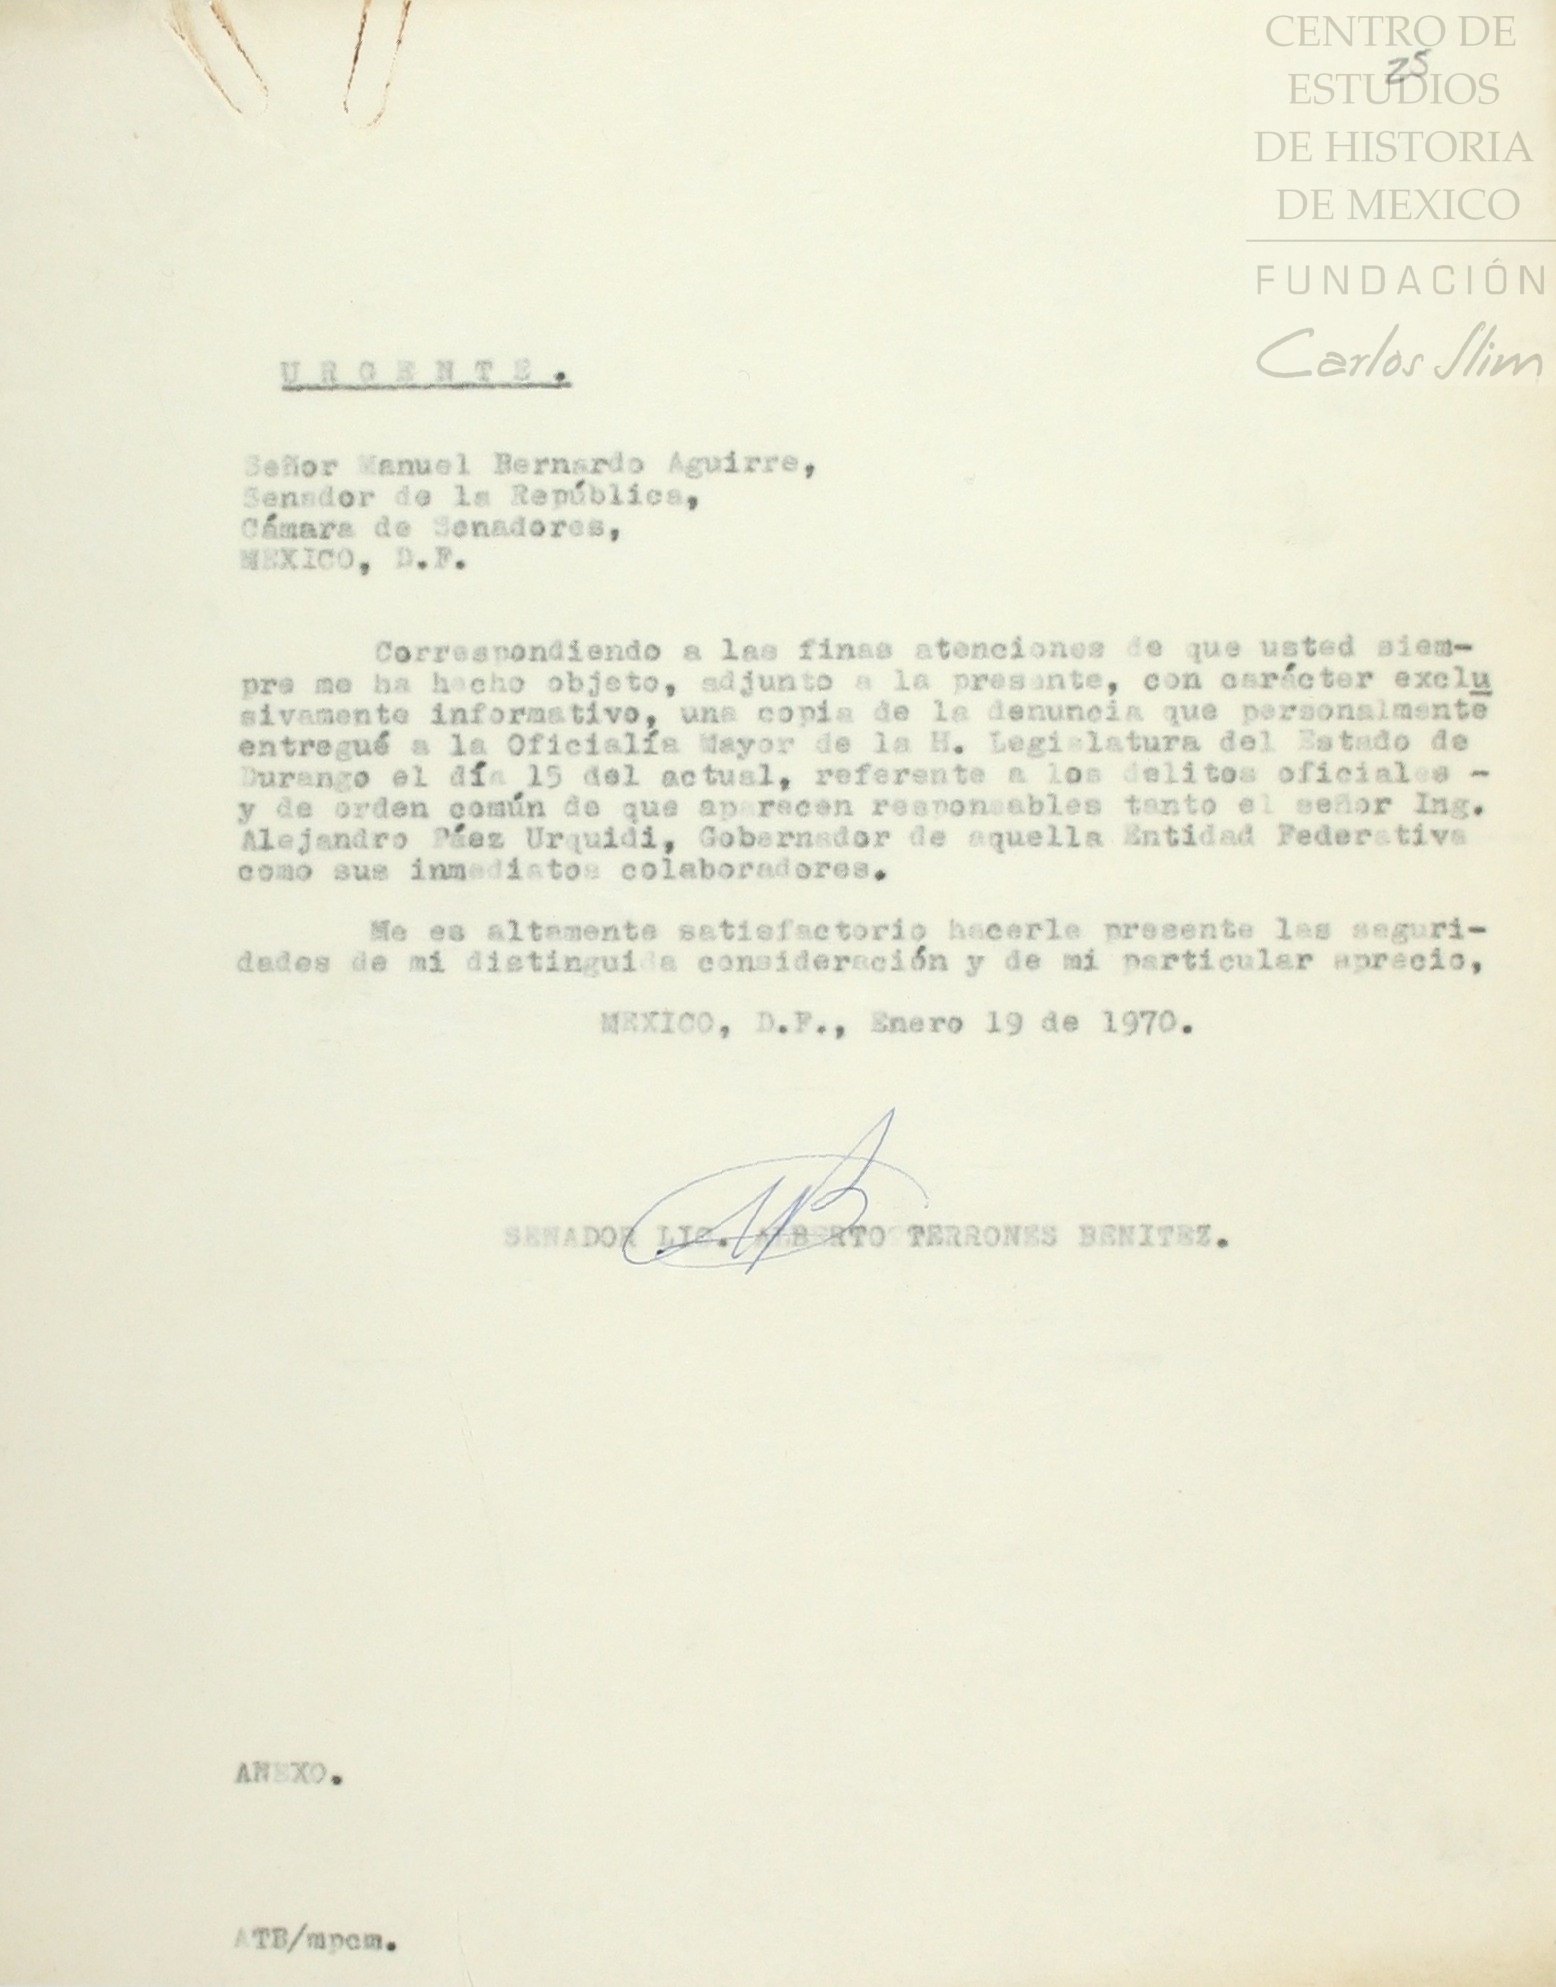 CENTRO DE
ESTUDIOS
DE HISTORIA
DE MEXICO
FUNDACIÓN
Carlos Slim
25
URGENTE.
Señor Manuel Bernardo Aguirre,
Senador de la República,
Cámara de Senadores,
MEXICO, D.F.
Correspondiendo a las finas atenciones de que usted siem-
pre me ha hecho objeto, adjunto a la presente, con carácter exclu
sivamente informativo, una copia de la denuncia que personalmente
entregué a la Oficialía Mayor de la H. Legislatura del Estado de
Durango el día 15 del actual, referente a los delitos oficiales -
y de orden común de que aparecen responsables tanto el señor Ing.
Alejandro Páez Urquidi, Gobernador de aquella Entidad Federativa
como sus inmediatos colaboradores.
Me es altamente satisfactorio hacerle presente las seguri-
dades de mi distinguida consideración y de mi particular aprecio,
MEXICO, D.F., Enero 19 de 1970.
SENADOR LIC. ALBERTO TERRONES BENITEZ.
ANEXO.
ATB/mpcm.